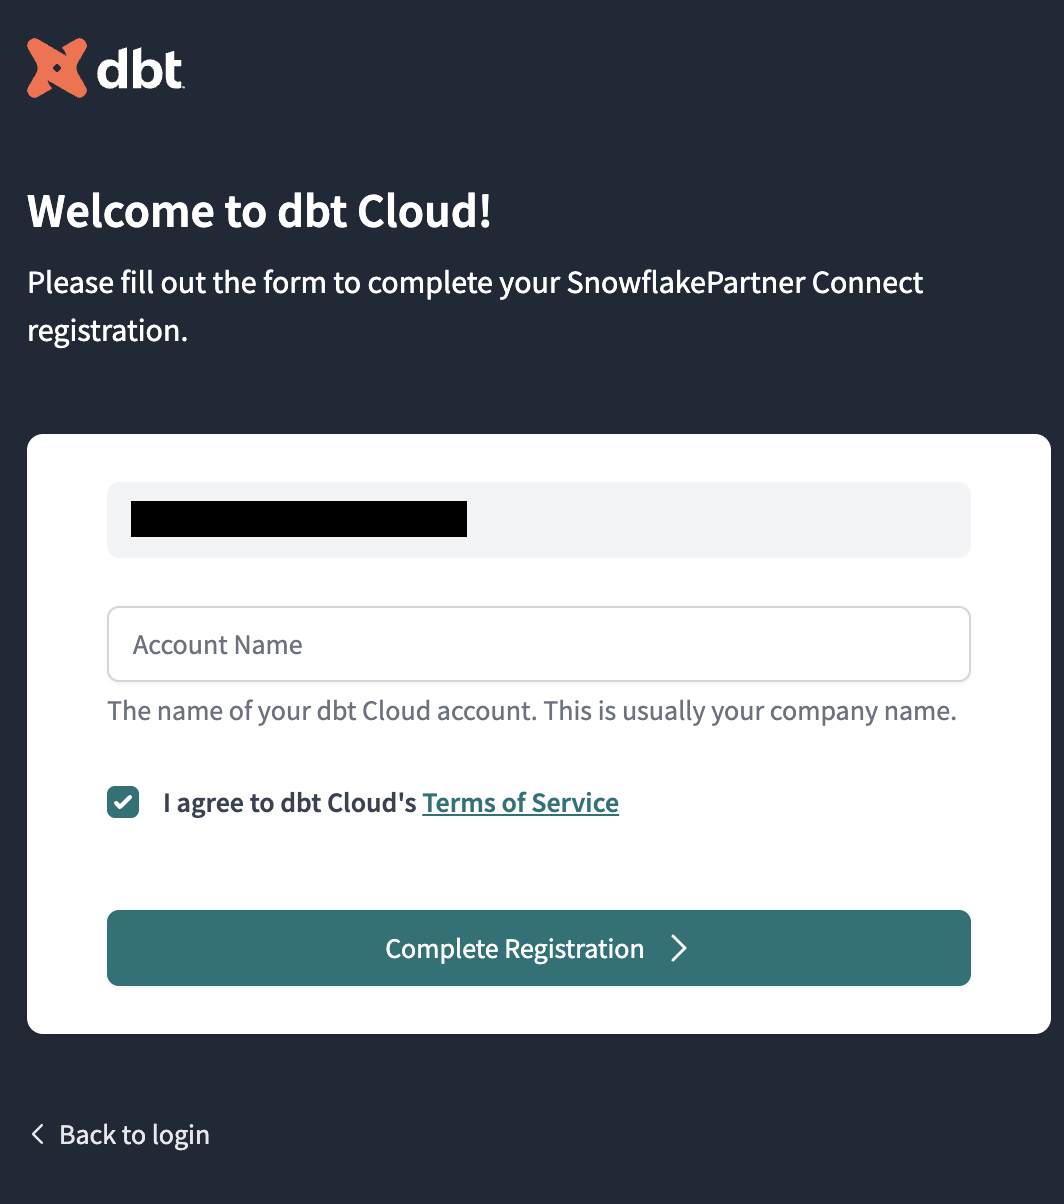 dbt
Welcome to dbt Cloud!
Please fill out the form to complete your SnowflakePartner Connect
registration.
Account Name
The name of your dbt Cloud account. This is usually your company name.
I agree to dbt Cloud's Terms of Service
Complete Registration
Back to login